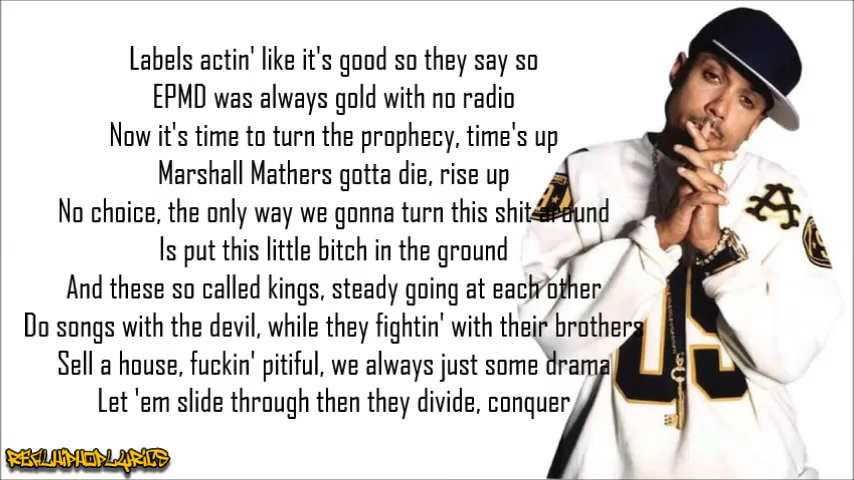 Labels actin' like it's good so they say so
EPMD was always gold with no radio
Now it's time to turn the prophecy, time's up
Marshall Mathers gotta die, rise up
No choice, the only way we gonna turn this shit around
Is put this little bitch in the ground
And these so called kings, steady going at each other
Do songs with the devil, while they fightin' with their brothers
Sell a house, fuckin' pitiful, we always just some drama
Let 'em slide through then they divide, conquer
REALHIPHOPLYRICS